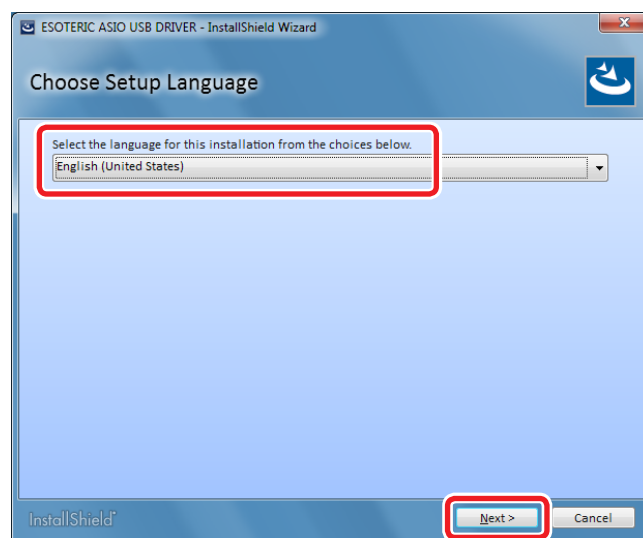 ESOTERIC ASIO USB DRIVER - InstallShield Wizard
Choose Setup Language
Select the language for this installation from the choices below.
English (United States)
InstallShield
Next >
Cancel